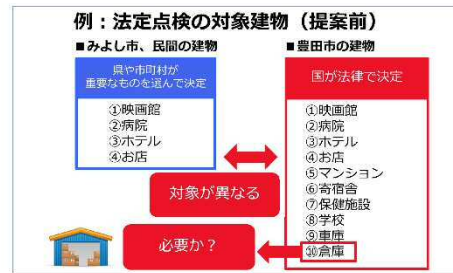 例：法定点検の対象建物（提案前）
■みよし市、民間の建物
県や市町村が
重要なものを選んで決定
①映画館
②病院
③ホテル
④お店
■豊田市の建物
国が法律で決定
①映画館
②病院
③ホテル
④お店
⑤マンション
⑥寄宿舎
⑦保健施設
⑧学校
⑨車庫
⑩倉庫
対象が異なる
必要か？